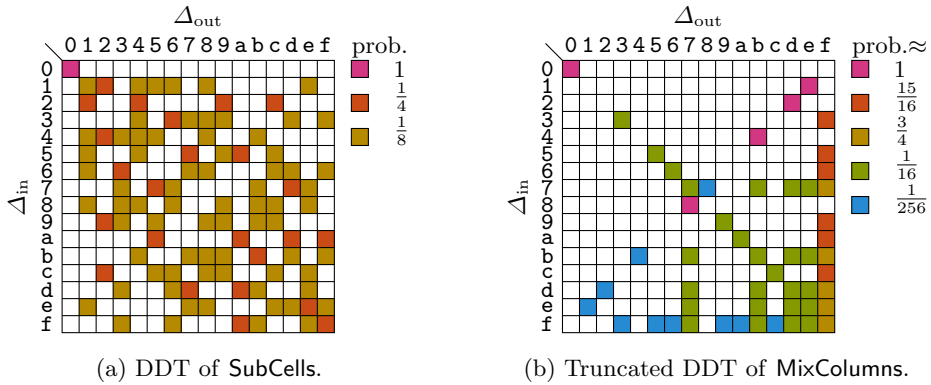 Δout
0 1 2 3 4 5 6 7 8 9 a b c d e f
prob.
0
1
2
3
4
5
6
7
8
9
a
b
c
d
e
f
Δin
1
1/4
1/8
(a) DDT of SubCells.
Δout
0 1 2 3 4 5 6 7 8 9 a b c d e f
prob.≈
0
1
2
3
4
5
6
7
8
9
a
b
c
d
e
f
Δin
1
15/16
3/4
1/16
1/256
(b) Truncated DDT of MixColumns.